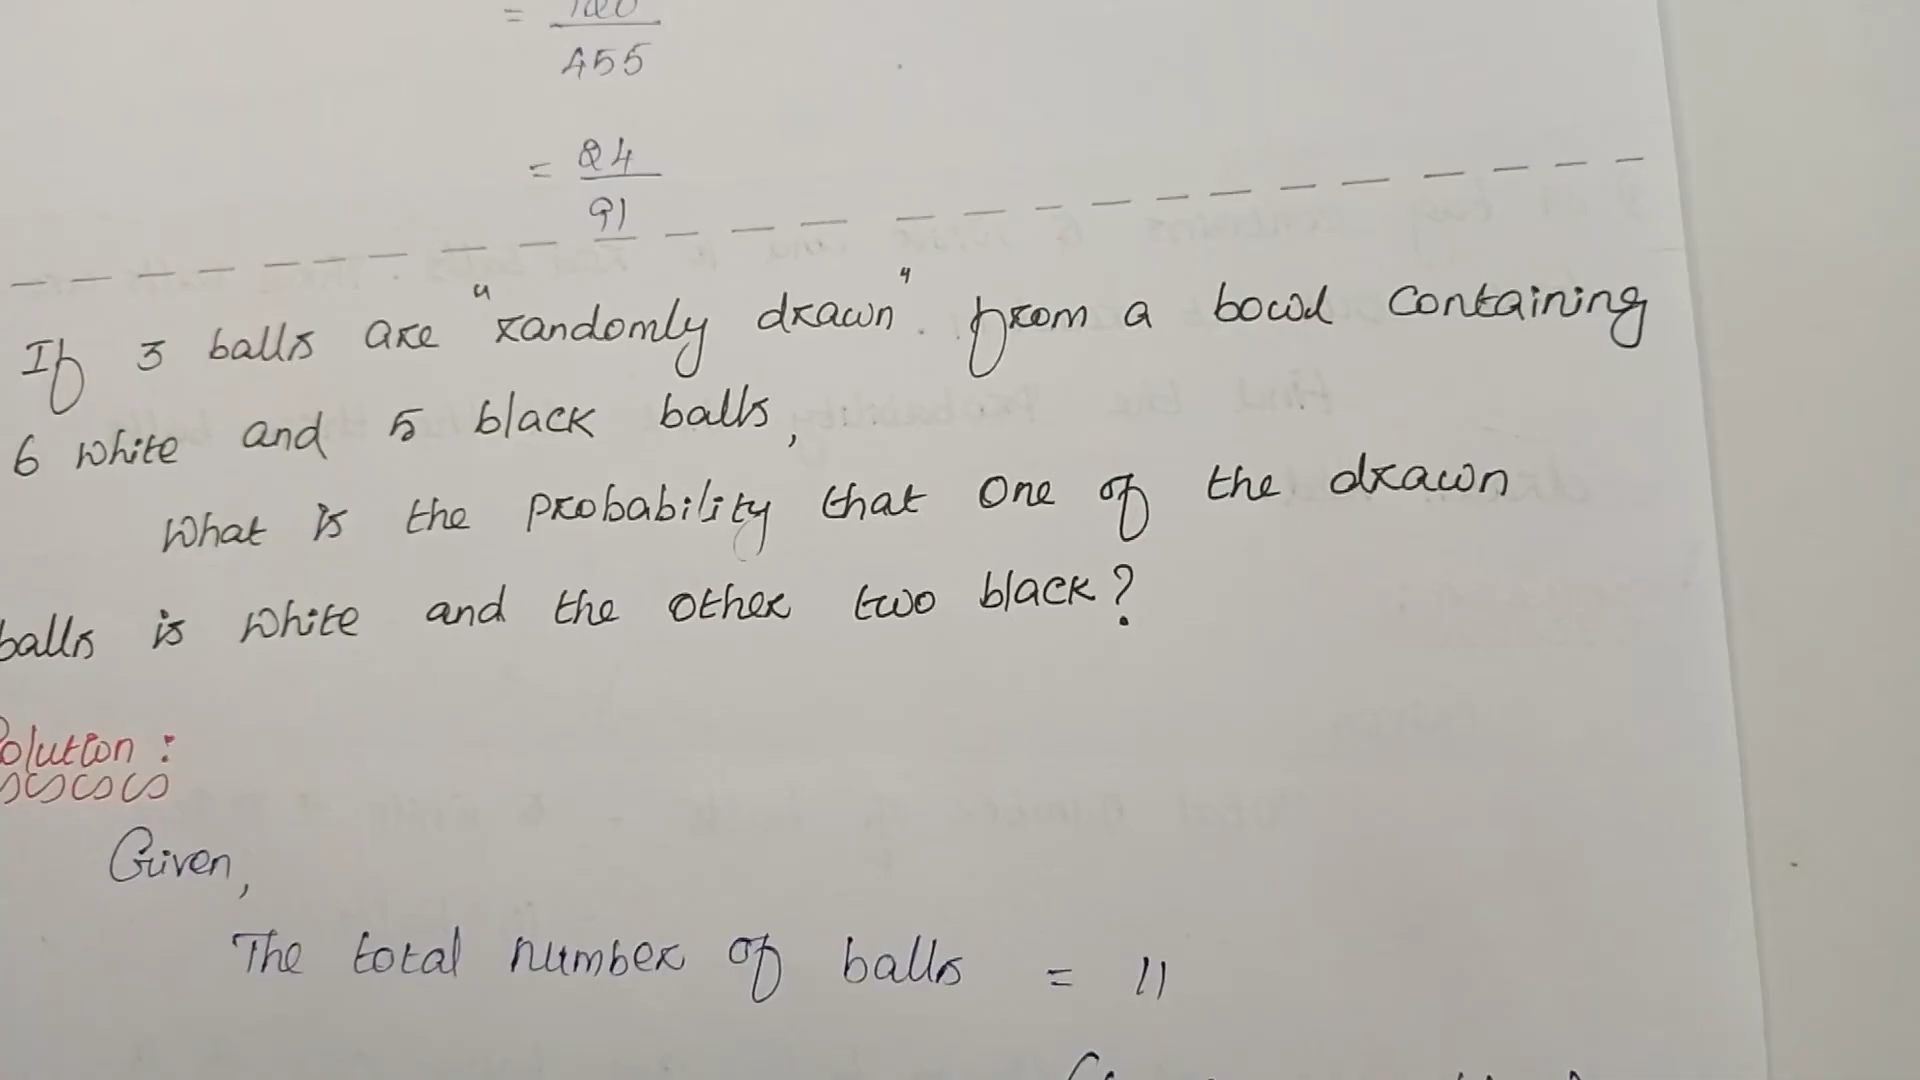 =
455
= 24
91
If 3 balls are "randomly drawn" from a bowl containing
6 white and 5 black balls,
What is the probability that one of the drawn
balls is white and the other two black?
Solution:
Given,
The total number of balls = 11